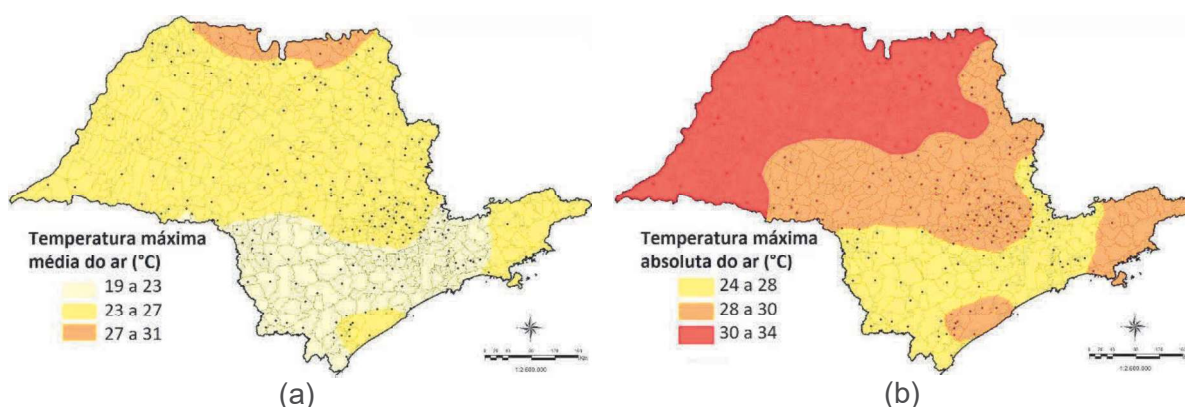 Temperatura máxima
média do ar (°C)
19 a 23
23 a 27
27 a 31
(a)
Temperatura máxima
absoluta do ar (°C)
24 a 28
28 a 30
30 a 34
(b)